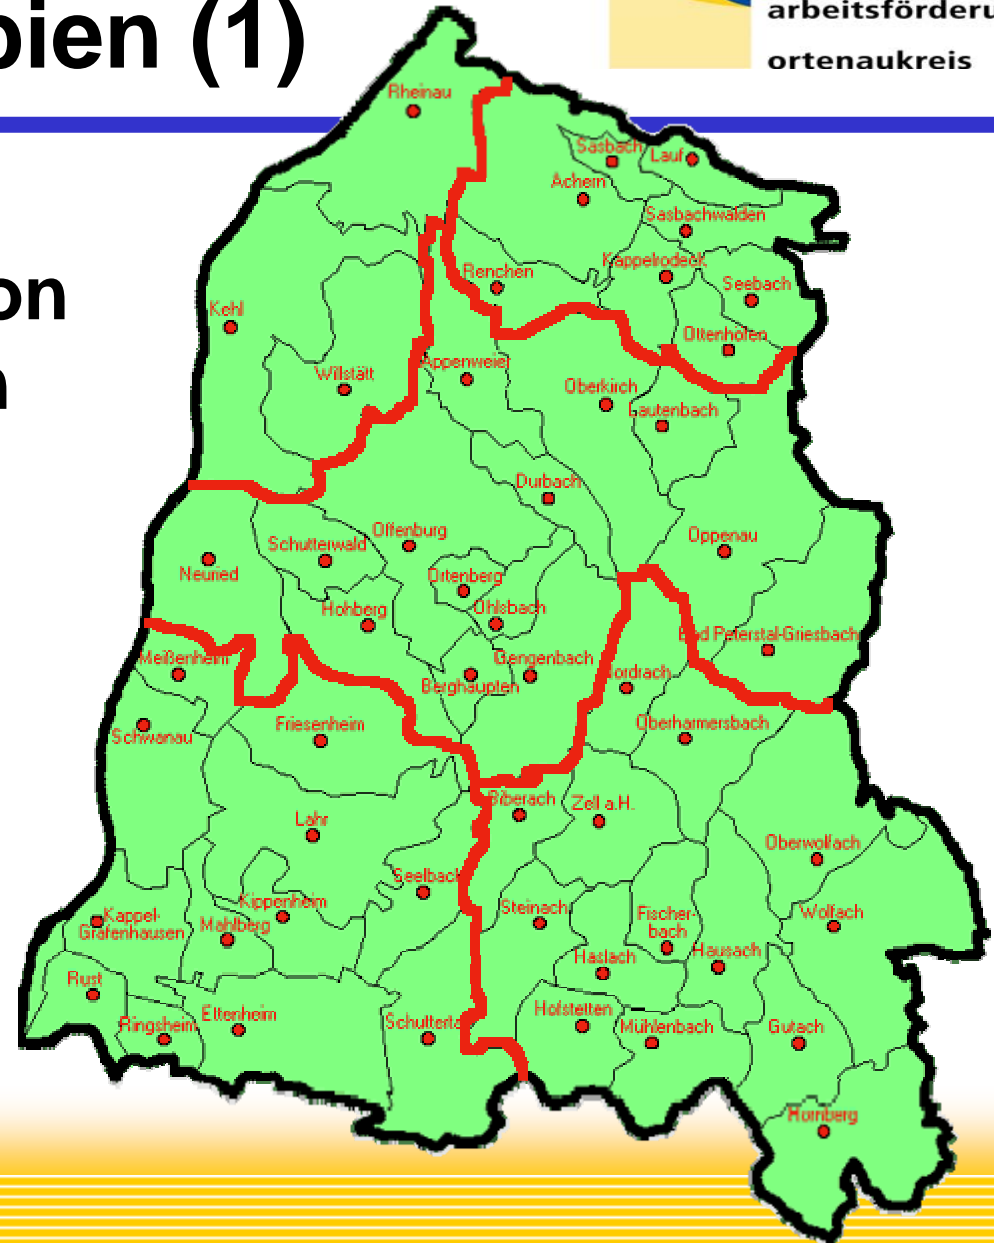 bien (1)
arbeitsförderu
ortenaukreis
on
n
Rheinau
Sasbach
Lauf
Achern
Sasbachwalden
Kappelrodeck
Renchen
Seebach
Kehl
Ottenhöfen
Appenweier
Willstätt
Oberkirch
Lautenbach
Durbach
Offenburg
Oppenau
Schutterwald
Neuried
Ortenberg
Hohberg
Ohlsbach
Bad Peterstal-Griesbach
Meißenheim
Gengenbach
Nordrach
Berghaupten
Oberharmersbach
Friesenheim
Schwanau
Biberach
Zell a.H.
Lahr
Oberwolfach
Seelbach
Kippenheim
Steinach
Fischer-
bach
Wolfach
Kappel-
Grafenhausen
Mahlberg
Hausach
Haslach
Rust
Hofstetten
Ettenheim
Schuttertal
Mühlenbach
Gutach
Ringsheim
Hornberg